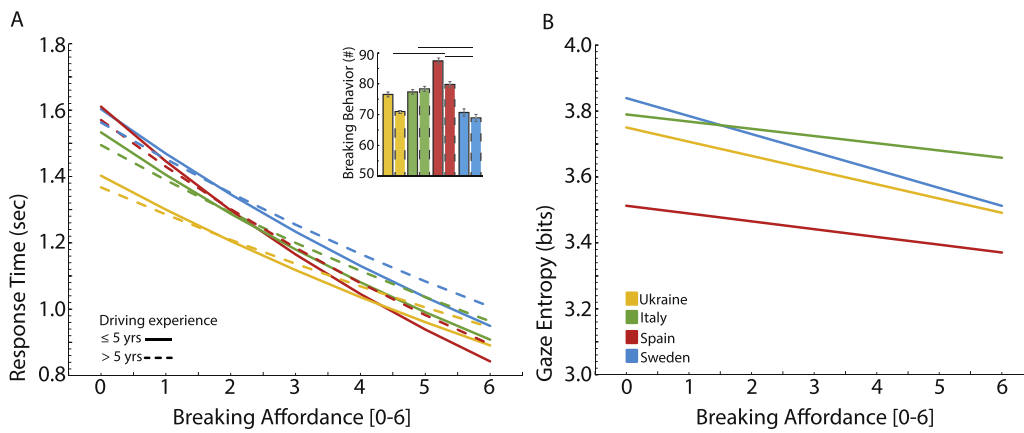 A
Response Time (sec)
1.8
1.6
1.4
1.2
1.0
0.8
0 1 2 3 4 5 6
Breaking Affordance [0-6]
Driving experience
≤ 5 yrs
> 5 yrs
Breaking Behavior (#)
90
80
70
60
50
B
Gaze Entropy (bits)
4.0
3.8
3.6
3.4
3.2
3.0
0 1 2 3 4 5 6
Breaking Affordance [0-6]
Ukraine
Italy
Spain
Sweden